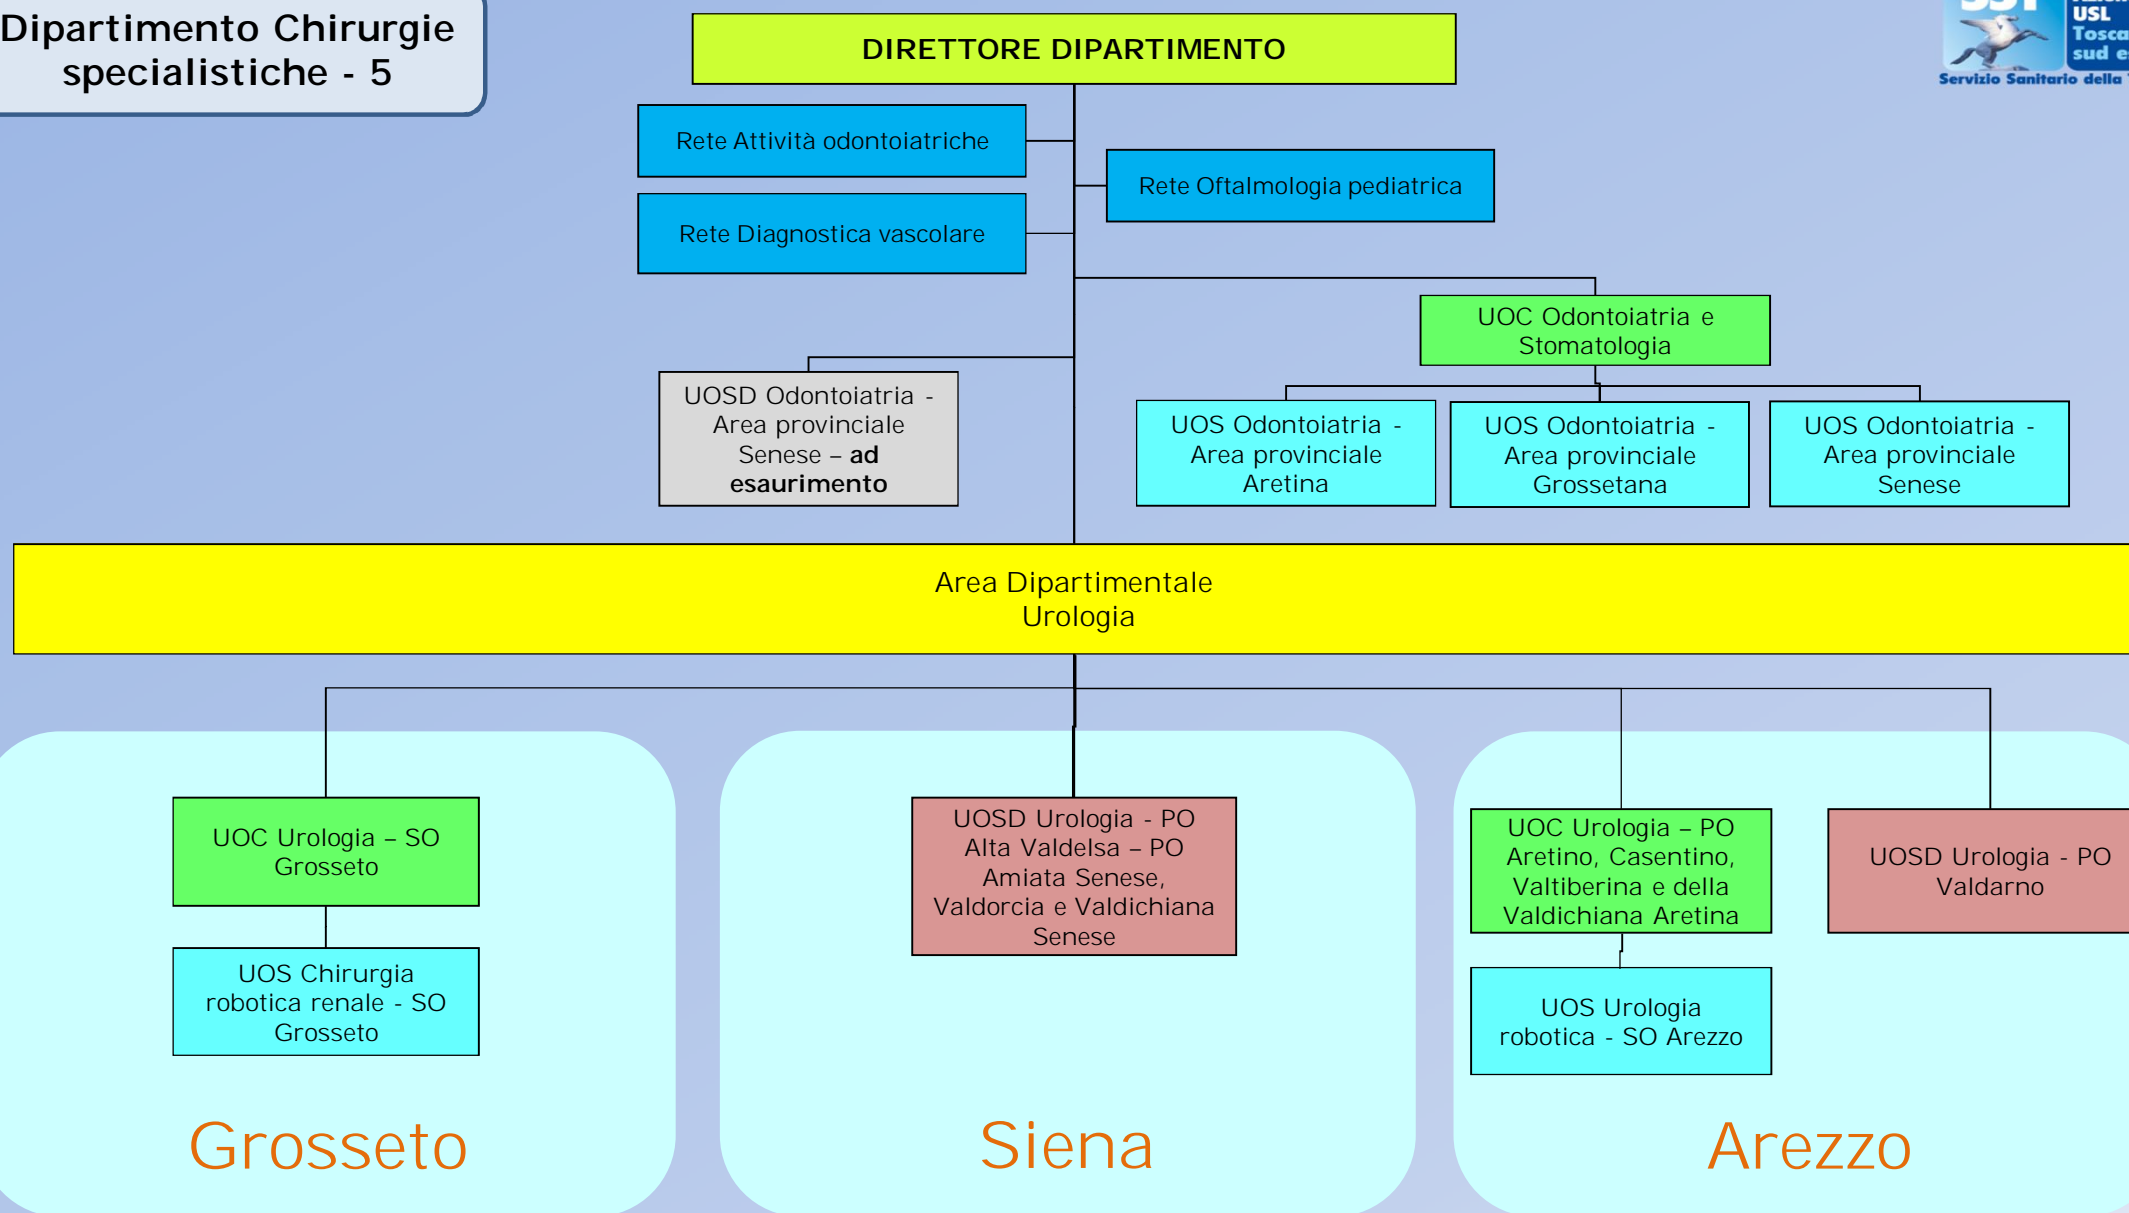 Dipartimento Chirurgie
specialistiche - 5
DIRETTORE DIPARTIMENTO
USL
sud
Servizio Sanitario della
Rete Attività odontoiatriche
Rete Oftalmologia pediatrica
Rete Diagnostica vascolare
UOC Odontoiatria e
Stomatologia
UOSD Odontoiatria -
Area provinciale
Senese – ad
esaurimento
UOS Odontoiatria -
Area provinciale
Aretina
UOS Odontoiatria -
Area provinciale
Grossetana
UOS Odontoiatria -
Area provinciale
Senese
Area Dipartimentale
Urologia
UOC Urologia – SO
Grosseto
UOS Chirurgia
robotica renale - SO
Grosseto
Grosseto
UOSD Urologia - PO
Alta Valdelsa – PO
Amiata Senese,
Valdorcia e Valdichiana
Senese
Siena
UOC Urologia – PO
Aretino, Casentino,
Valtiberina e della
Valdichiana Aretina
UOSD Urologia - PO
Valdarno
UOS Urologia
robotica - SO Arezzo
Arezzo